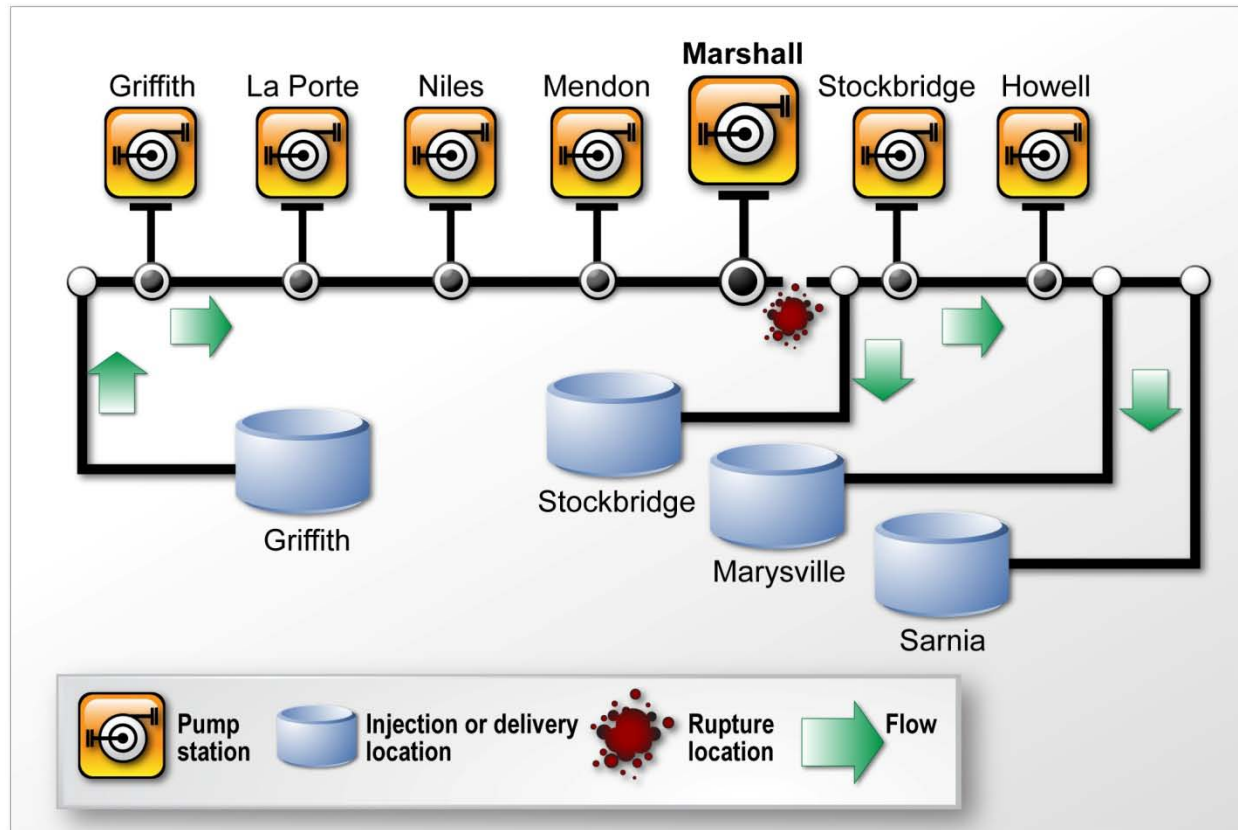 Marshall
Griffith
La Porte
Niles
Mendon
Stockbridge
Howell
Stockbridge
Griffith
Marysville
Sarnia
Pump
station
Injection or delivery
location
Rupture
location
Flow